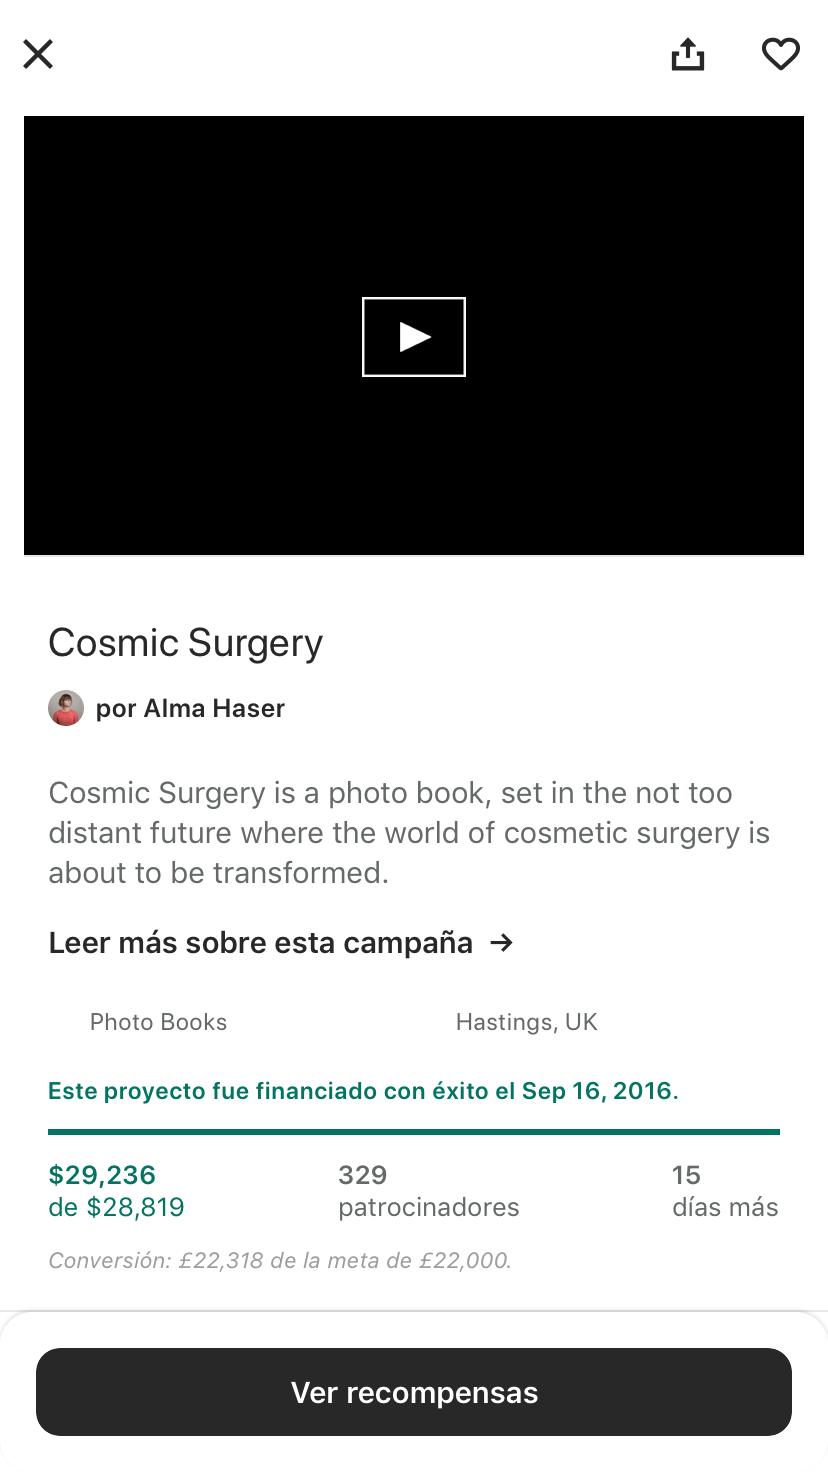 Cosmic Surgery
por Alma Haser
Cosmic Surgery is a photo book, set in the not too
distant future where the world of cosmetic surgery is
about to be transformed.
Leer más sobre esta campaña →
Photo Books
Hastings, UK
Este proyecto fue financiado con éxito el Sep 16, 2016.
$29,236
de $28,819
329
patrocinadores
15
días más
Conversión: £22,318 de la meta de £22,000.
Ver recompensas